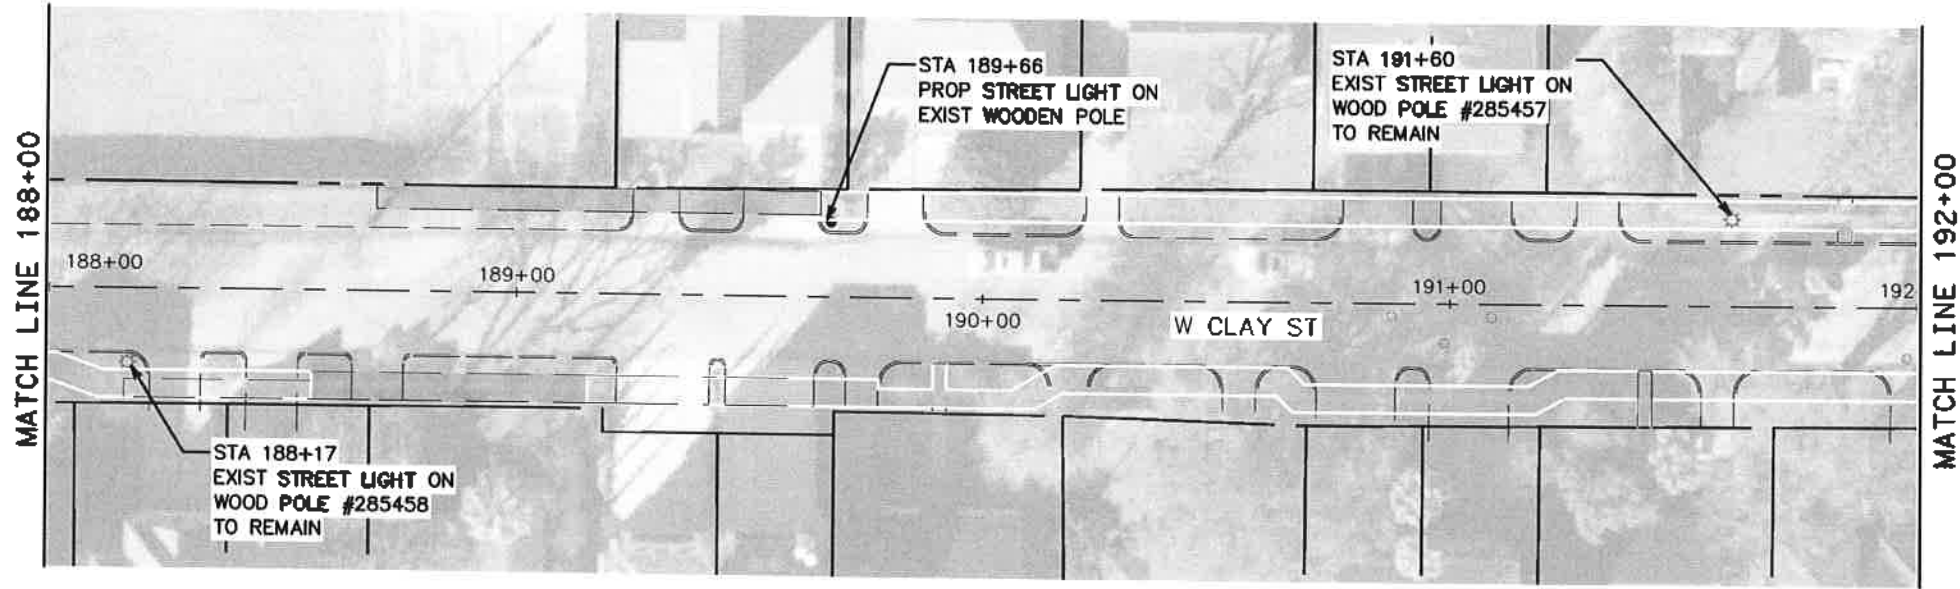 MATCH LINE 188+00
STA 189+66
PROP STREET LIGHT ON
EXIST WOODEN POLE
STA 191+60
EXIST STREET LIGHT ON
WOOD POLE #285457
TO REMAIN
188+00
189+00
190+00
W CLAY ST
191+00
192
STA 188+17
EXIST STREET LIGHT ON
WOOD POLE #285458
TO REMAIN
MATCH LINE 192+00